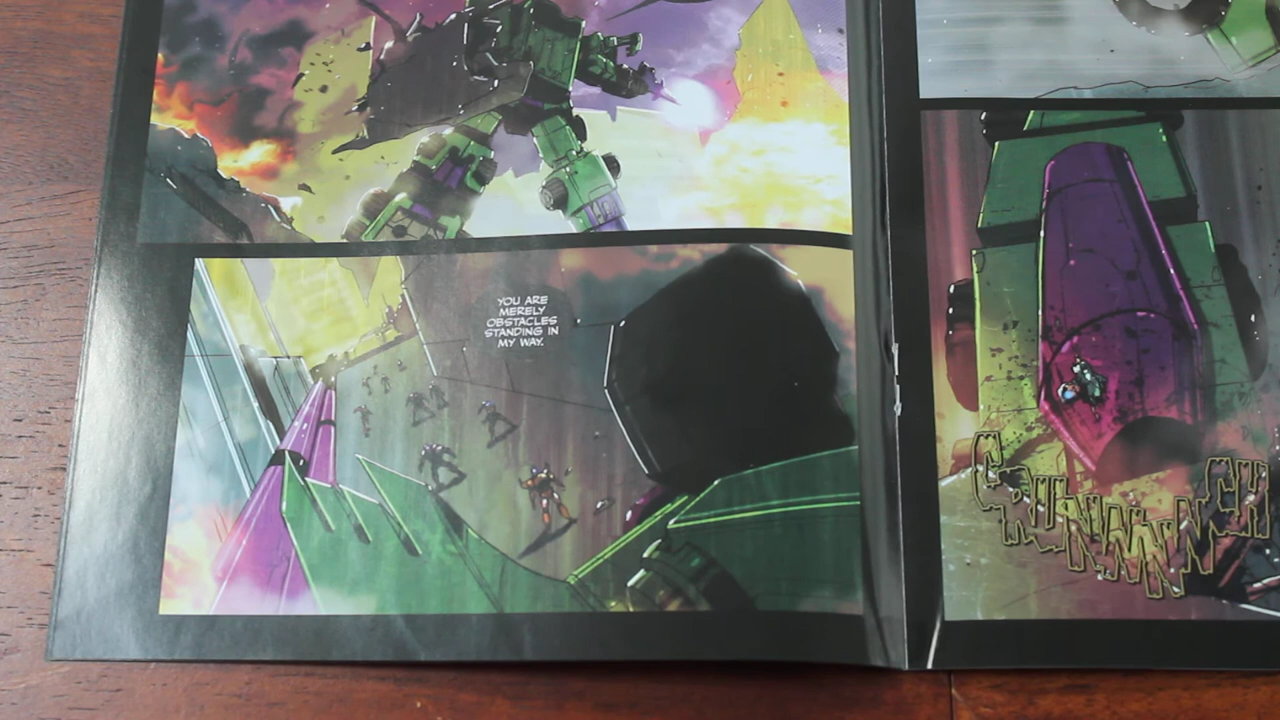 YOU ARE
MERELY
OBSTACLES
STANDING IN
MY WAY.
CRUNNNNCH